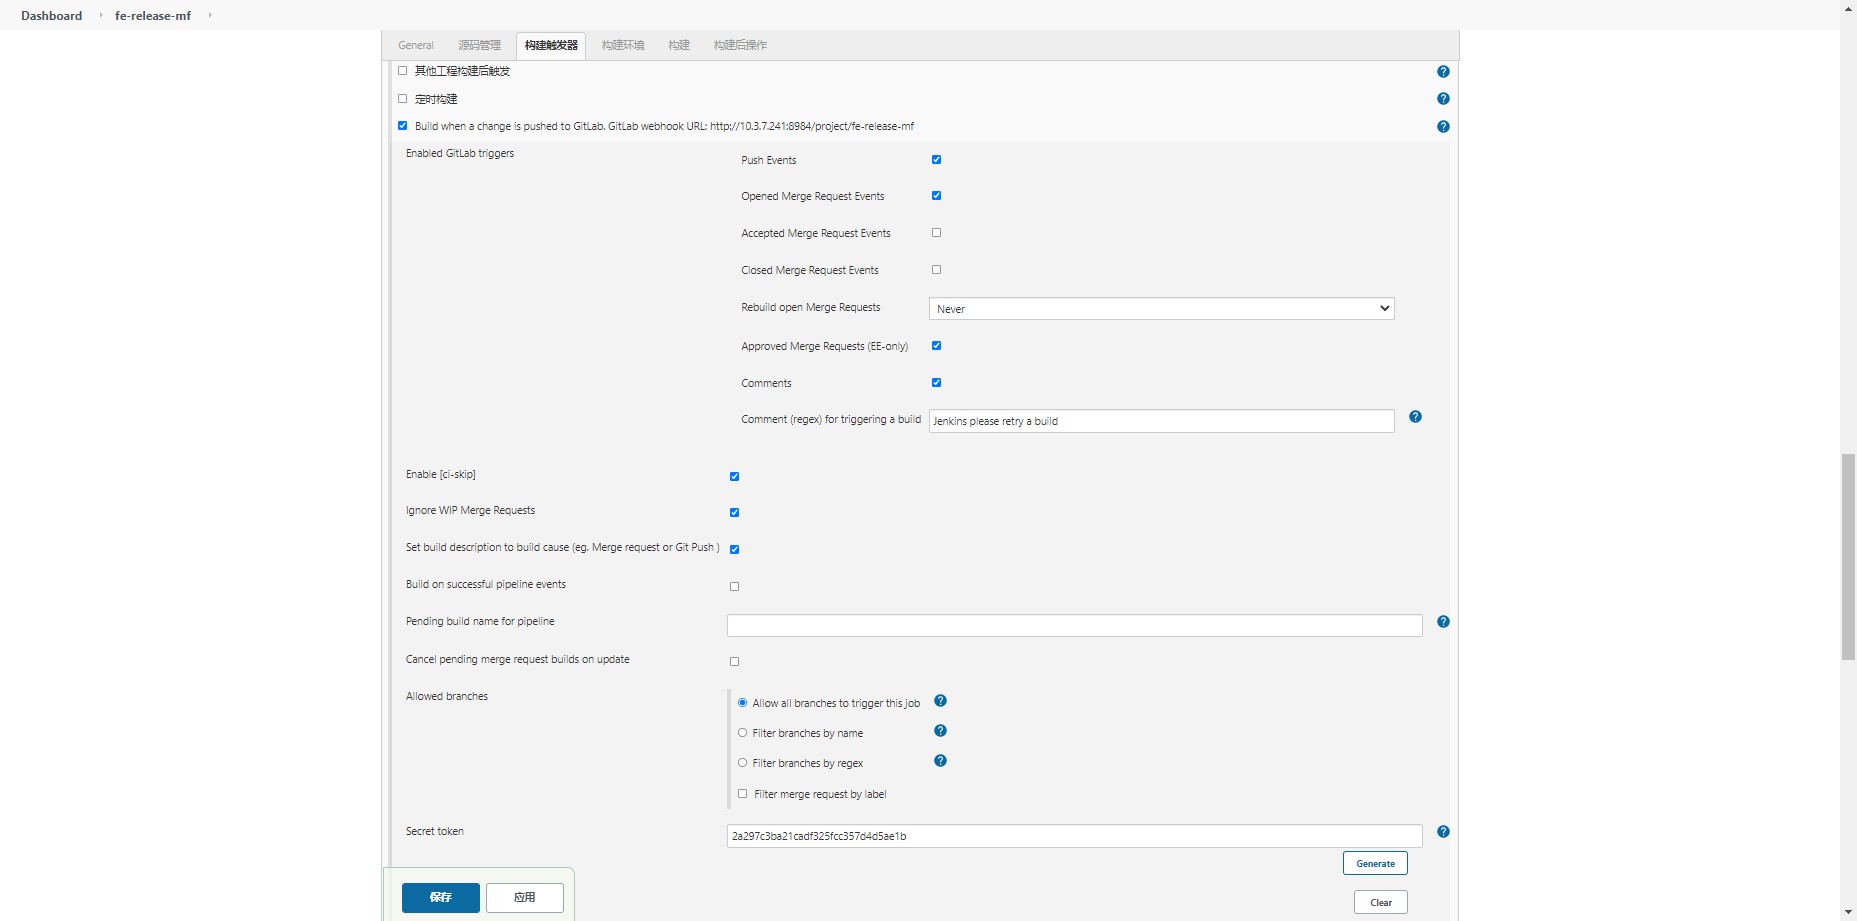 Dashboard fe-release-mf
General 源码管理 构建触发器 构建环境 构建 构建后操作
其他工程构建后触发
定时构建
Build when a change is pushed to GitLab. GitLab webhook URL: http://10.3.7.241:8984/project/fe-release-mf
Enabled GitLab triggers
Push Events
Opened Merge Request Events
Accepted Merge Request Events
Closed Merge Request Events
Rebuild open Merge Requests Never
Approved Merge Requests (EE-only)
Comments
Comment (regex) for triggering a build Jenkins please retry a build
Enable [ci-skip]
Ignore WIP Merge Requests
Set build description to build cause (eg. Merge request or Git Push )
Build on successful pipeline events
Pending build name for pipeline
Cancel pending merge request builds on update
Allowed branches
Allow all branches to trigger this job
Filter branches by name
Filter branches by regex
Filter merge request by label
Secret token 2a297c3ba21cadf325fcc357d4d5ae1b
Generate
保存 应用
Clear